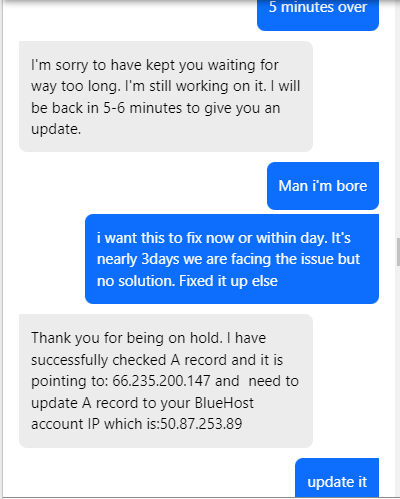 5 minutes over
I'm sorry to have kept you waiting for
way too long. I'm still working on it. I will
be back in 5-6 minutes to give you an
update.
Man i'm bore
i want this to fix now or within day. It's
nearly 3days we are facing the issue but
no solution. Fixed it up else
Thank you for being on hold. I have
successfully checked A record and it is
pointing to: 66.235.200.147 and  need to
update A record to your BlueHost
account IP which is:50.87.253.89
update it